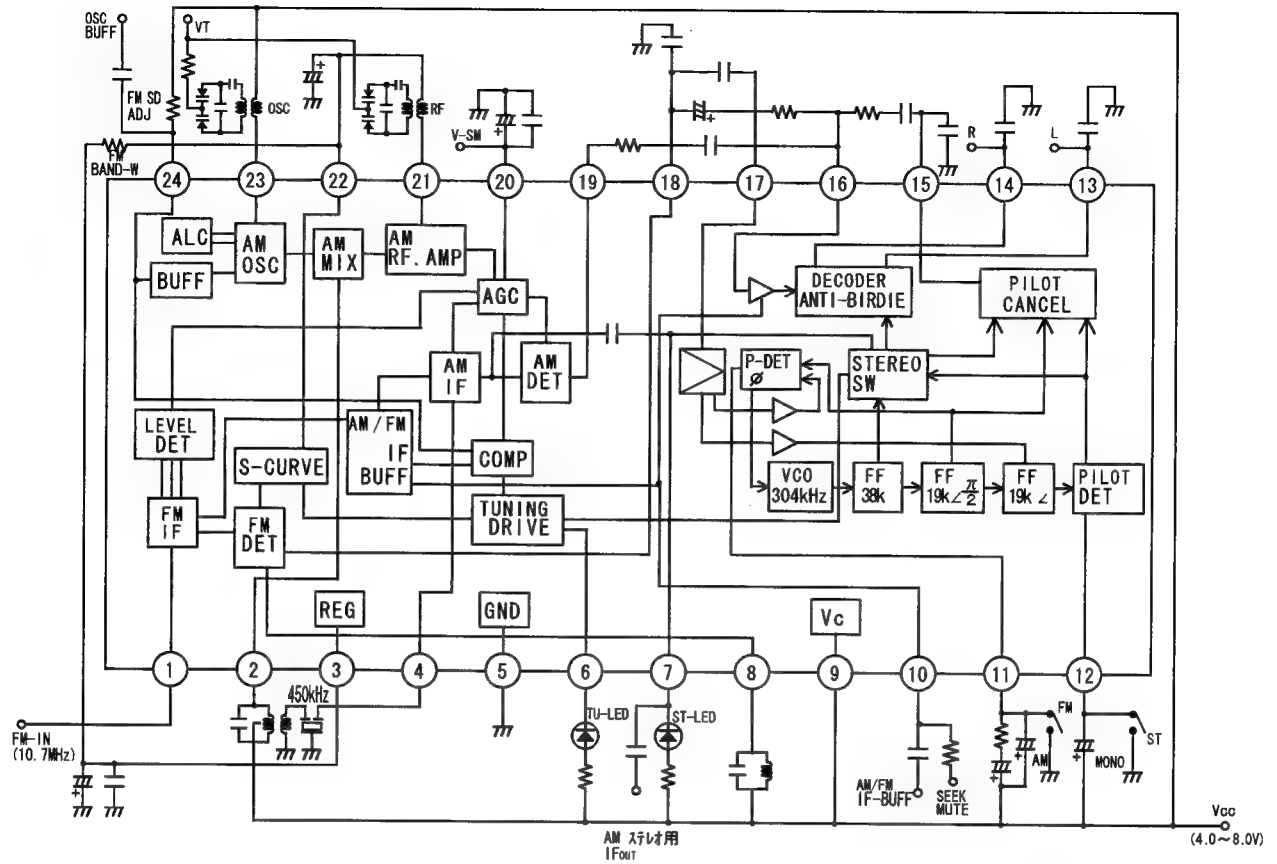 OSC
BUFF
VT
FM SD
ADJ
OSC
RF
V-SM
R
L
FM
BAND-W
24
23
22
21
20
19
18
17
16
15
14
13
ALC
AM
OSC
AM
MIX
AM
RF. AMP
BUFF
AGC
DECODER
ANTI-BIRDIE
PILOT
CANCEL
AM
IF
AM
DET
P-DET
φ
STEREO
SW
LEVEL
DET
AM/FM
IF
BUFF
S-CURVE
COMP
VCO
304kHz
FF
38k
FF
19k∠π/2
FF
19k∠
PILOT
DET
FM
IF
FM
DET
TUNING
DRIVE
REG
GND
Vc
1
2
3
4
5
6
7
8
9
10
11
12
450kHz
FM-IN
(10.7MHz)
TU-LED
ST-LED
AM/FM
IF-BUFF
SEEK
MUTE
FM
AM
MONO
ST
AM ステレオ用
IFOUT
Vcc
(4.0～8.0V)